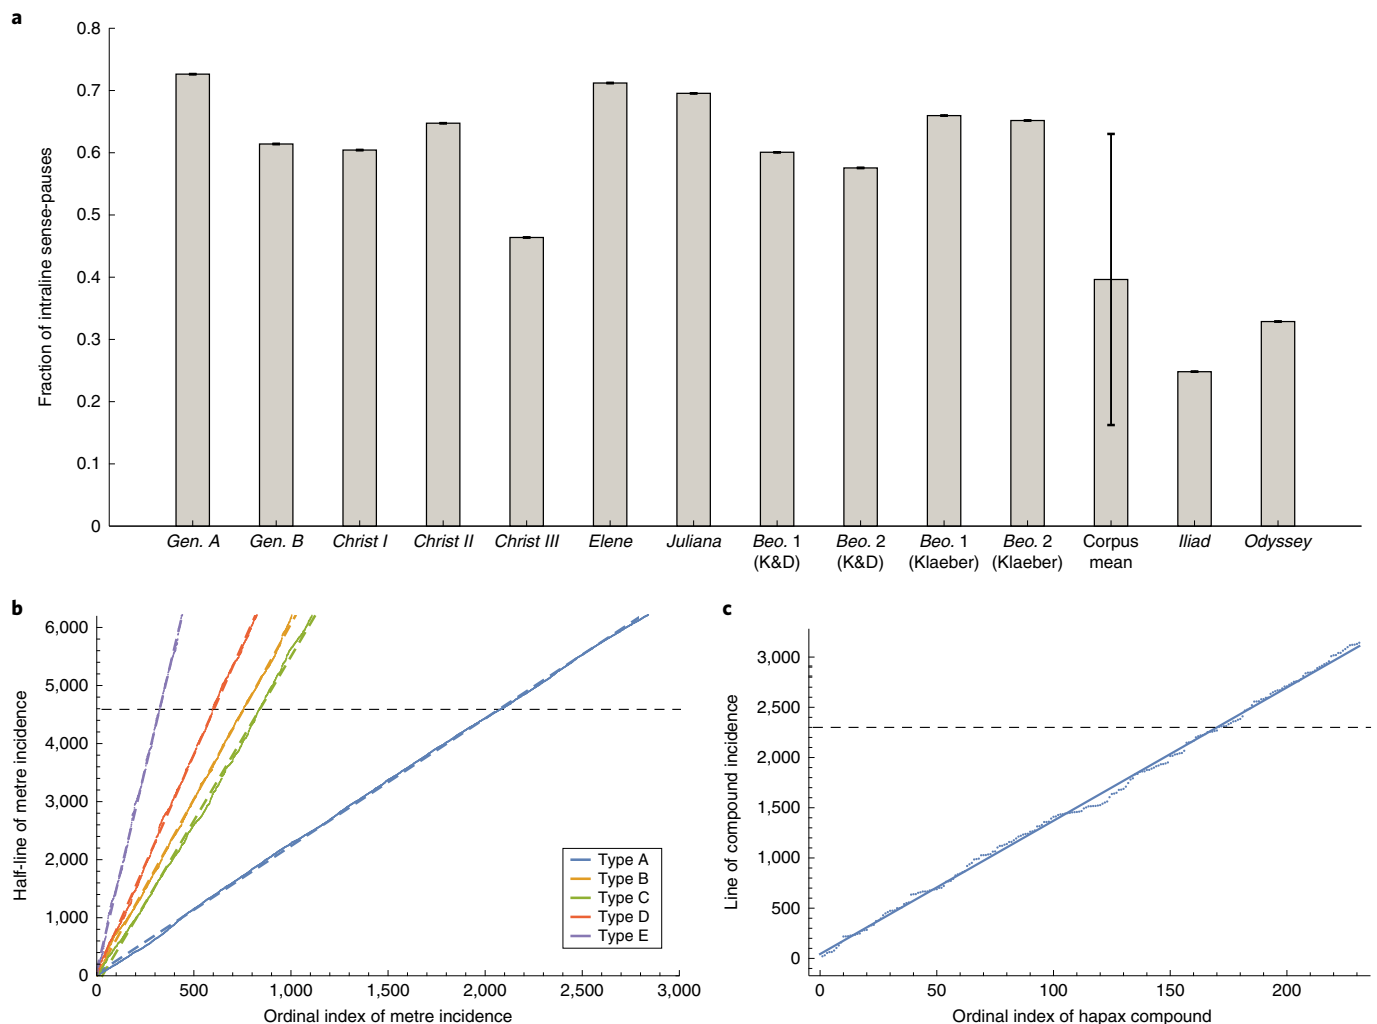 a
Fraction of intraline sense-pauses
0.8
0.7
0.6
0.5
0.4
0.3
0.2
0.1
0
Gen. A Gen. B Christ I Christ II Christ III Elene Juliana Beo. 1 Beo. 2 Beo. 1 Beo. 2 Corpus Iliad Odyssey
(K&D) (K&D) (Klaeber) (Klaeber) mean
b
Half-line of metre incidence
6,000
5,000
4,000
3,000
2,000
1,000
0
Type A
Type B
Type C
Type D
Type E
0 500 1,000 1,500 2,000 2,500 3,000
Ordinal index of metre incidence
c
Line of compound incidence
3,000
2,500
2,000
1,500
1,000
500
0
0 50 100 150 200
Ordinal index of hapax compound